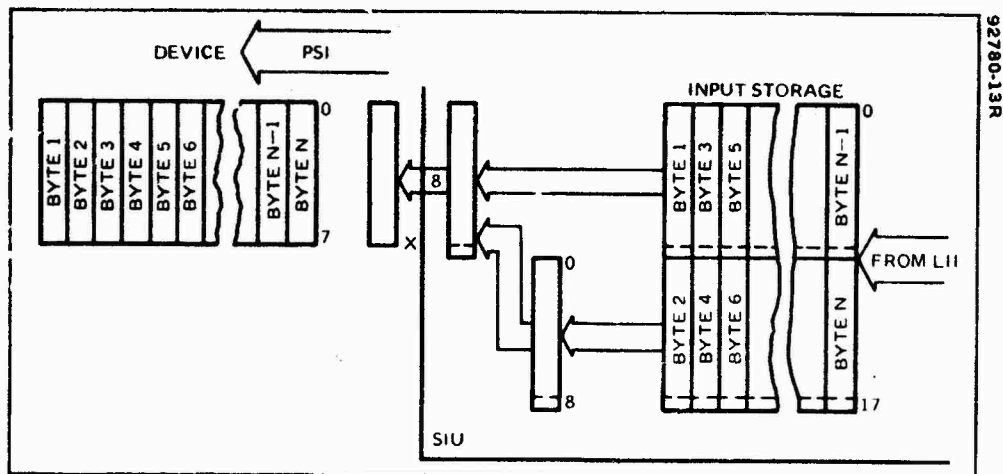 92780-13R
DEVICE
PSI
INPUT STORAGE
BYTE 1
BYTE 2
BYTE 3
BYTE 4
BYTE 5
BYTE 6
BYTE N-1
BYTE N
0
7
X
8
BYTE 1
BYTE 3
BYTE 5
BYTE N-1
0
FROM LII
BYTE 2
BYTE 4
BYTE 6
BYTE N
17
0
8
SIU